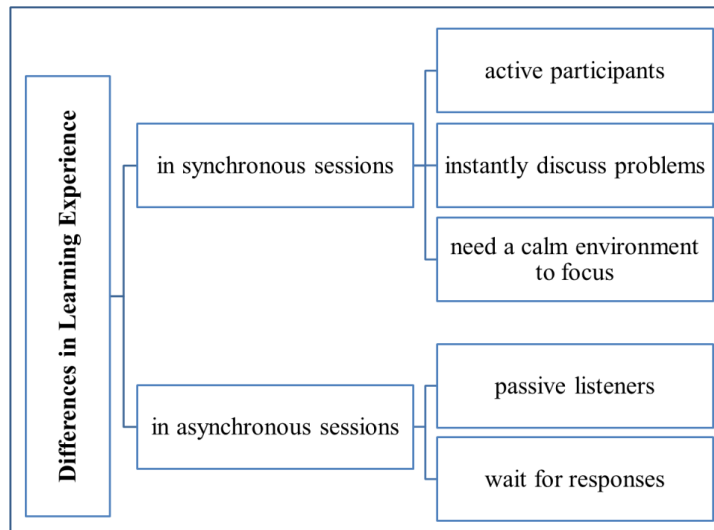 Differences in Learning Experience
in synchronous sessions
active participants
instantly discuss problems
need a calm environment
to focus
in asynchronous sessions
passive listeners
wait for responses